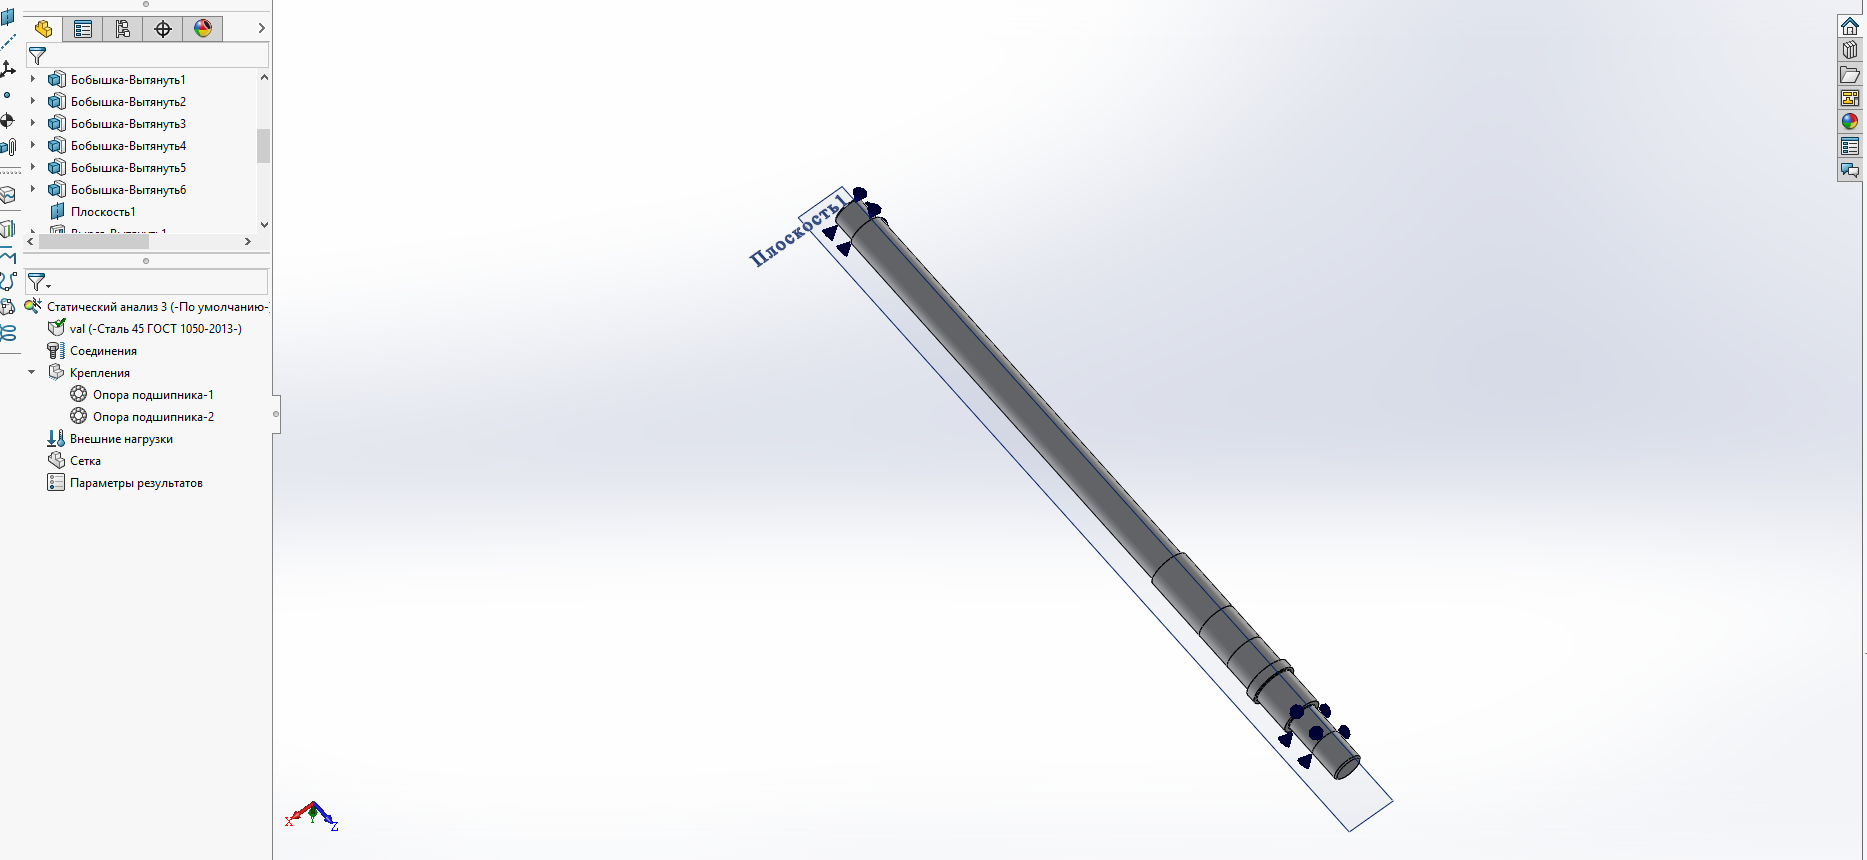 Бобышка-Вытянуть1
Бобышка-Вытянуть2
Бобышка-Вытянуть3
Бобышка-Вытянуть4
Бобышка-Вытянуть5
Бобышка-Вытянуть6
Плоскость1
Статический анализ 3 (-По умолчанию-
val (-Сталь 45 ГОСТ 1050-2013-)
Соединения
Крепления
Опора подшипника-1
Опора подшипника-2
Внешние нагрузки
Сетка
Параметры результатов
Плоскость1
X
Y
Z